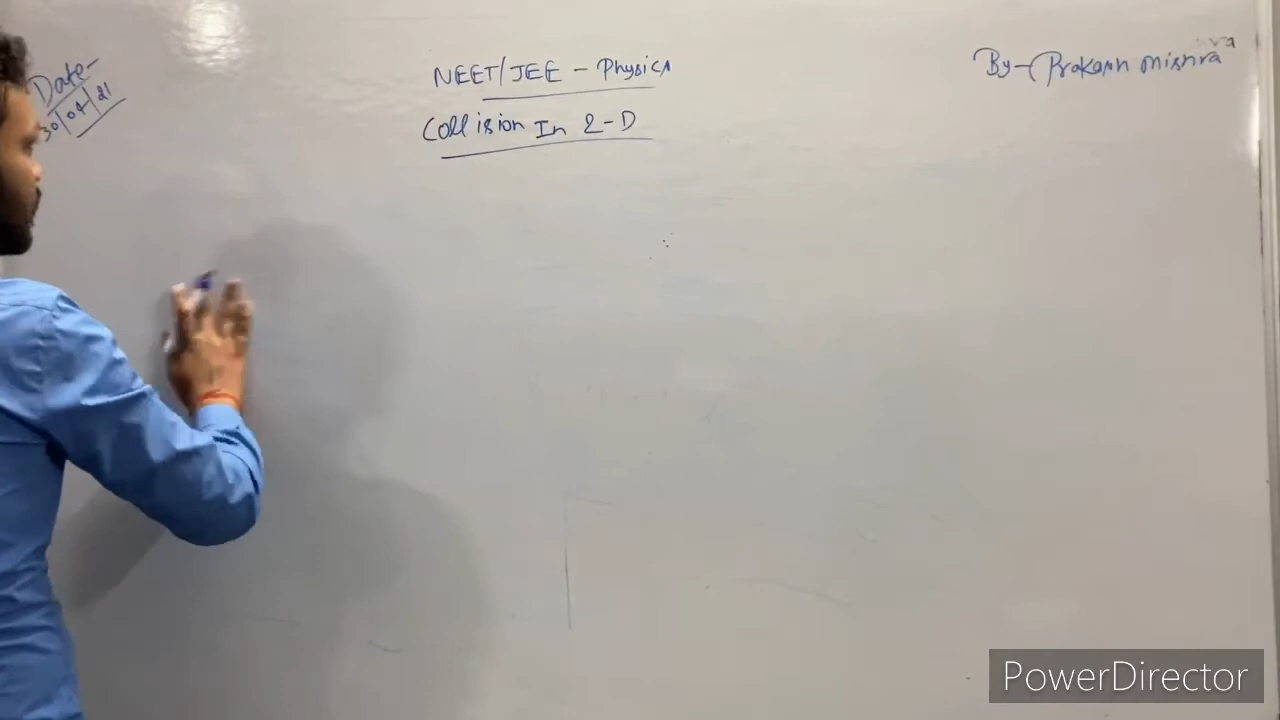 Date-
30/04/21
NEET/JEE - Physics
Collision In 2-D
By- Prakash Mishra
PowerDirector